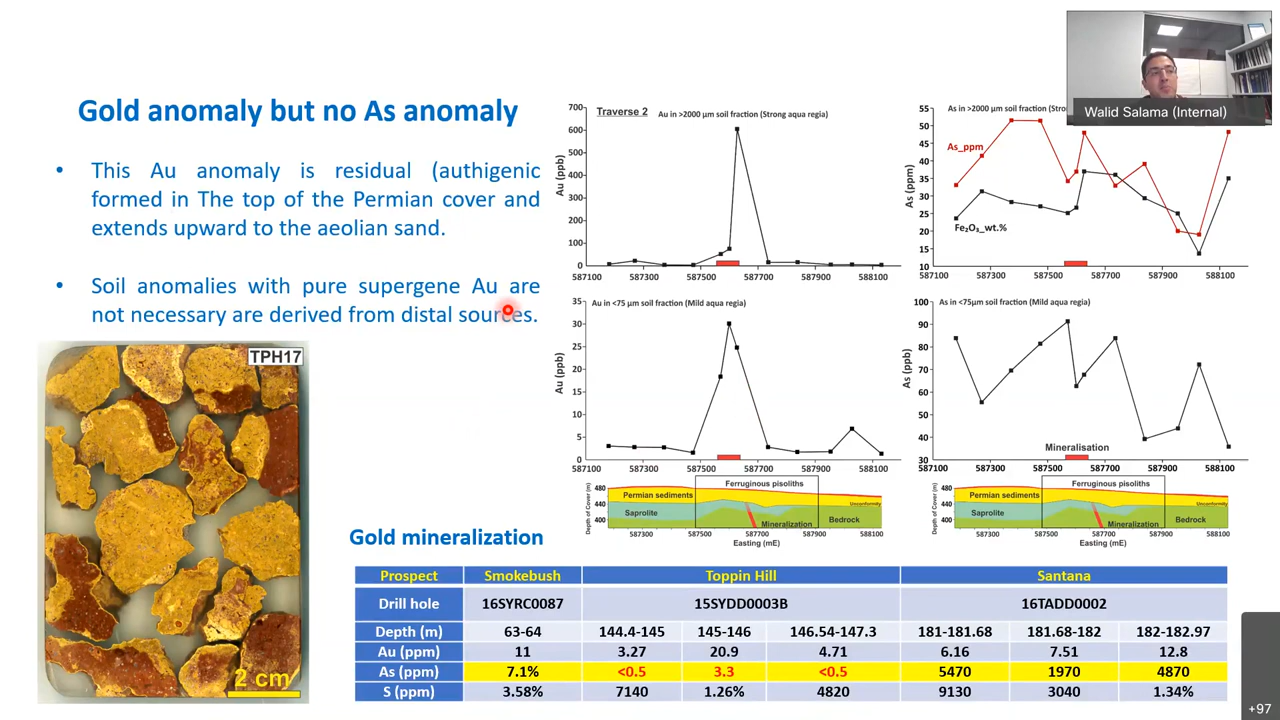 Gold anomaly but no As anomaly
• This Au anomaly is residual (authigenic
formed in The top of the Permian cover and
extends upward to the aeolian sand.
• Soil anomalies with pure supergene Au are
not necessary are derived from distal sources.
TPH17
2 cm
700
600
500
400
300
200
100
0
Au (ppb)
Traverse 2
Au in >2000 µm soil fraction (Strong aqua regia)
587100 587300 587500 587700 587900 588100
55
50
45
40
35
30
25
20
15
10
As (ppm)
As in >2000 µm soil fraction
As_ppm
Fe₂O₃_wt.%
587100 587300 587500 587700 587900 588100
Walid Salama (Internal)
35
30
25
20
15
10
5
0
Au (ppb)
Au in <75 µm soil fraction (Mild aqua regia)
587100 587300 587500 587700 587900 588100
100
90
80
70
60
50
40
30
As (ppb)
As in <75µm soil fraction (Mild aqua regia)
Mineralisation
587100 587300 587500 587700 587900 588100
Depth of Cover (m)
480
440
400
Ferruginous pisoliths
Permian sediments
Unconformity
Saprolite
Mineralization
Bedrock
587300 587500 587700 587900 588100
Easting (mE)
Depth of Cover (m)
480
440
400
Ferruginous pisoliths
Permian sediments
Unconformity
Saprolite
Mineralization
Bedrock
587300 587500 587700 587900 588100
Easting (mE)
Gold mineralization
Prospect Smokebush Toppin Hill Santana
Drill hole 16SYRC0087 15SYDD0003B 16TADD0002
Depth (m) 63-64 144.4-145 145-146 146.54-147.3 181-181.68 181.68-182 182-182.97
Au (ppm) 11 3.27 20.9 4.71 6.16 7.51 12.8
As (ppm) 7.1% <0.5 3.3 <0.5 5470 1970 4870
S (ppm) 3.58% 7140 1.26% 4820 9130 3040 1.34%
+97